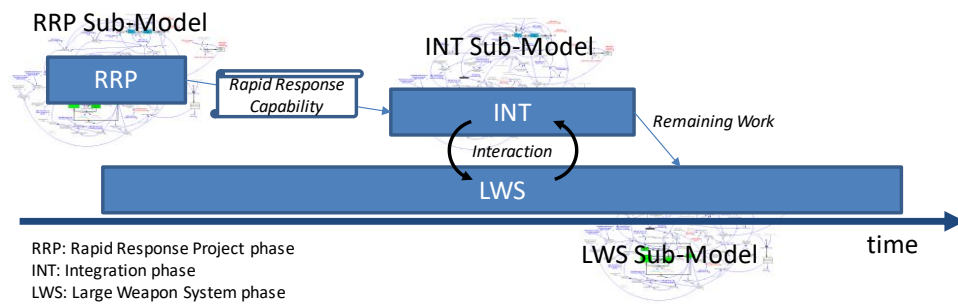 RRP Sub-Model
INT Sub-Model
RRP
Rapid Response
Capability
INT
Remaining Work
Interaction
LWS
time
LWS Sub-Model
RRP: Rapid Response Project phase
INT: Integration phase
LWS: Large Weapon System phase